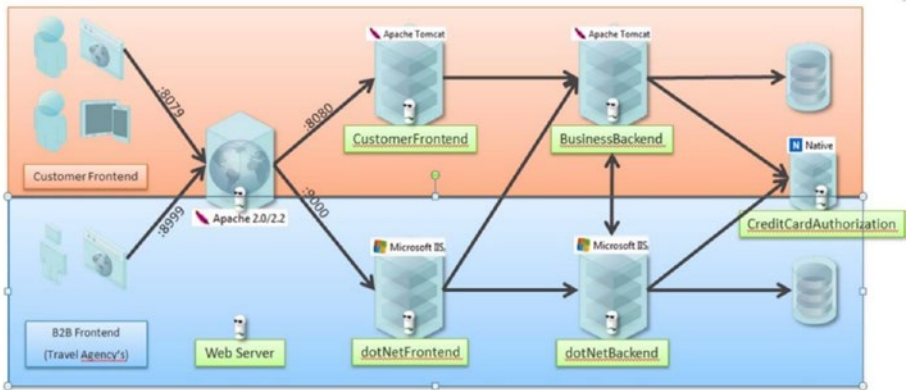 Apache Tomcat
Apache Tomcat
:8079
:8080
CustomerFrontend
BusinessBackend
N Native
Customer Frontend
:8999
Apache 2.0/2.2
:9000
CreditCardAuthorization
Microsoft IIS
Microsoft IIS
B2B Frontend
(Travel Agency's)
Web Server
dotNetFrontend
dotNetBackend